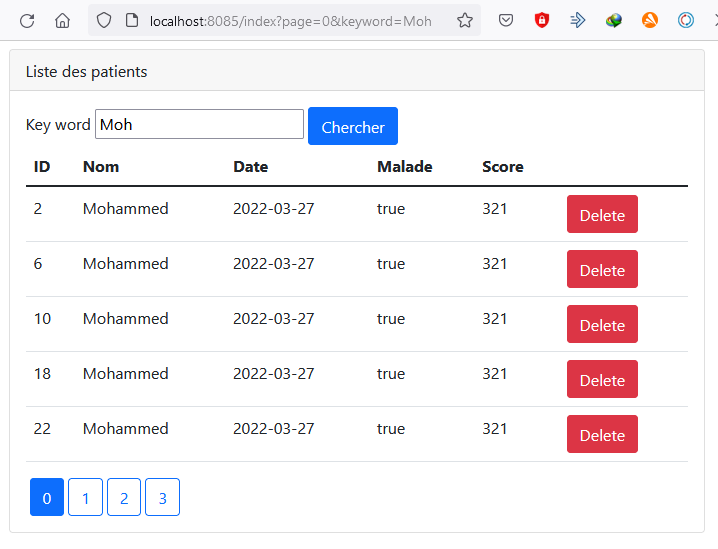 localhost:8085/index?page=0&keyword=Moh
Liste des patients
Key word Moh Chercher
ID Nom Date Malade Score
2 Mohammed 2022-03-27 true 321 Delete
6 Mohammed 2022-03-27 true 321 Delete
10 Mohammed 2022-03-27 true 321 Delete
18 Mohammed 2022-03-27 true 321 Delete
22 Mohammed 2022-03-27 true 321 Delete
0 1 2 3